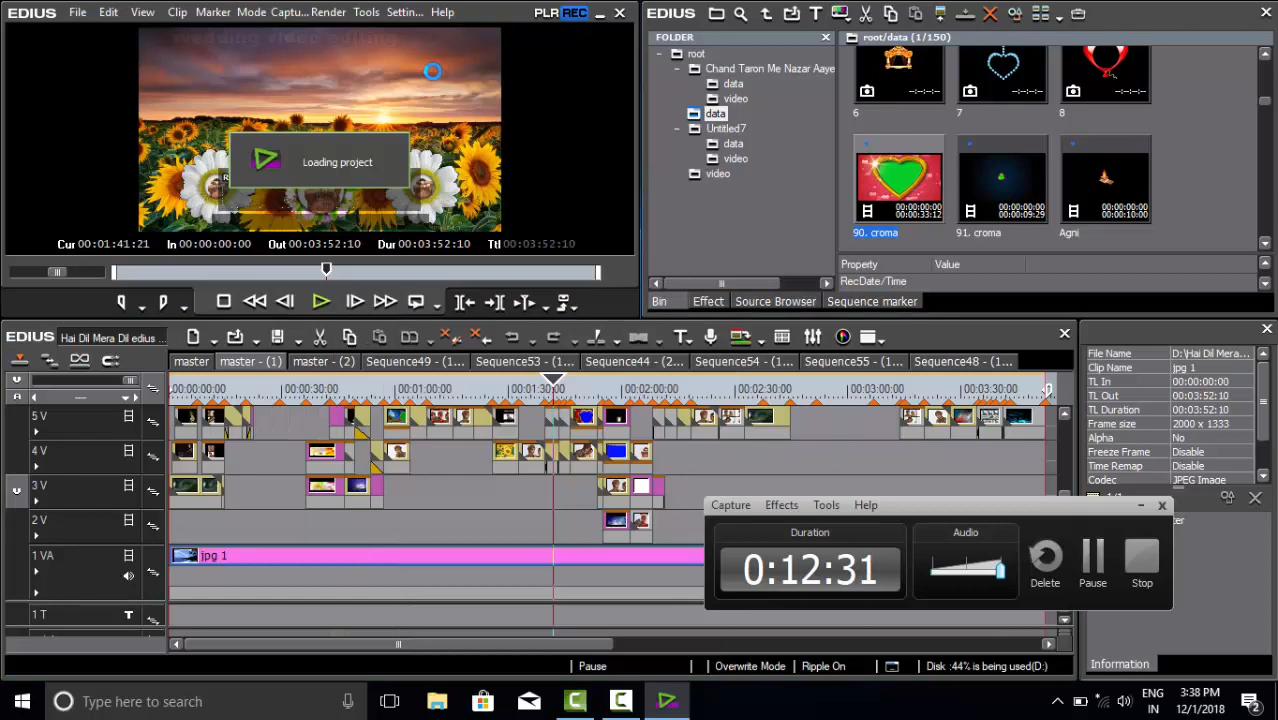 File Edit View Clip Marker Mode Captu... Render Tools Settin... Help PLR REC
Loading project
Cur 00:01:41:21 In 00:00:00:00 Out 00:03:52:10 Dur 00:03:52:10 Ttl 00:03:52:10
EDIUS
FOLDER
root
Chand Taron Me Nazar Aaye
data
video
data
Untitled7
data
video
video
root/data (1/150)
--:--:--:-- --:--:--:-- --:--:--:--
6 7 8
00:00:00:00 00:00:00:00 00:00:00:00
00:00:33:12 00:00:09:29 00:00:10:00
90. croma 91. croma Agni
Property Value
RecDate/Time
Bin Effect Source Browser Sequence marker
EDIUS Hai Dil Mera Dil edius ..
master master - (1) master - (2) Sequence49 - (1... Sequence53 - (1... Sequence44 - (2... Sequence54 - (1... Sequence55 - (1... Sequence48 - (1...
00:00:00:00 00:00:30:00 00:01:00:00 00:01:30:00 00:02:00:00 00:02:30:00 00:03:00:00 00:03:30:00
5 V
4 V
3 V
2 V
1 VA jpg 1
1 T
File Name D:\Hai Dil Mera...
Clip Name jpg 1
TL In 00:00:00:00
TL Out 00:03:52:10
TL Duration 00:03:52:10
Frame size 2000 x 1333
Alpha No
Freeze Frame Disable
Time Remap Disable
Codec JPEG Image
Information
Capture Effects Tools Help
Duration
0:12:31
Audio
Delete Pause Stop
Pause Overwrite Mode Ripple On Disk :44% is being used(D:)
Type here to search
ENG
IN
3:38 PM
12/1/2018
2